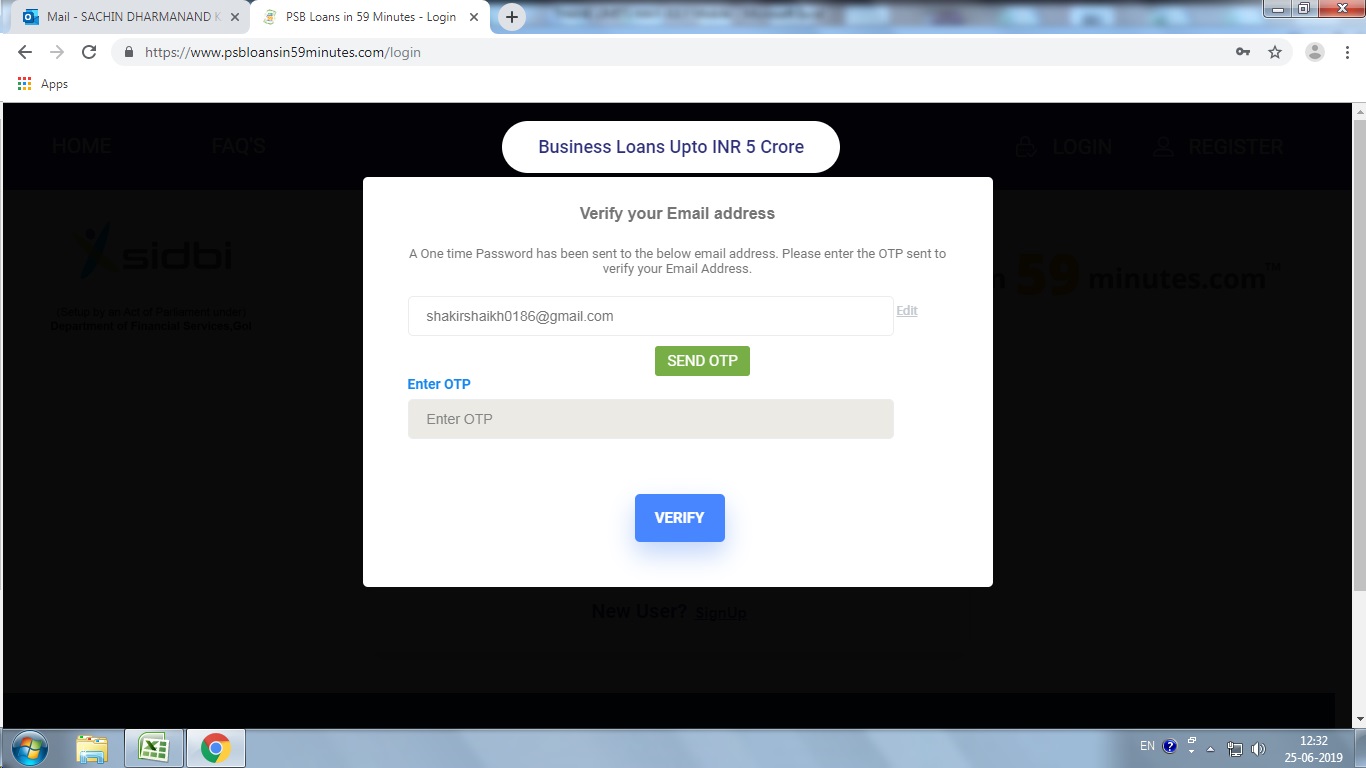 Mail - SACHIN DHARMANAND K
PSB Loans in 59 Minutes - Login
https://www.psbloansin59minutes.com/login
Apps
HOME
FAQ'S
Business Loans Upto INR 5 Crore
LOGIN
REGISTER
Verify your Email address
sidbi
A One time Password has been sent to the below email address. Please enter the OTP sent to
verify your Email Address.
59 minutes.com™
(Setup by an Act of Parliament under)
Department of Financial Services,GoI
shakirshaikh0186@gmail.com
Edit
SEND OTP
Enter OTP
Enter OTP
VERIFY
New User? SignUp
EN
12:32
25-06-2019